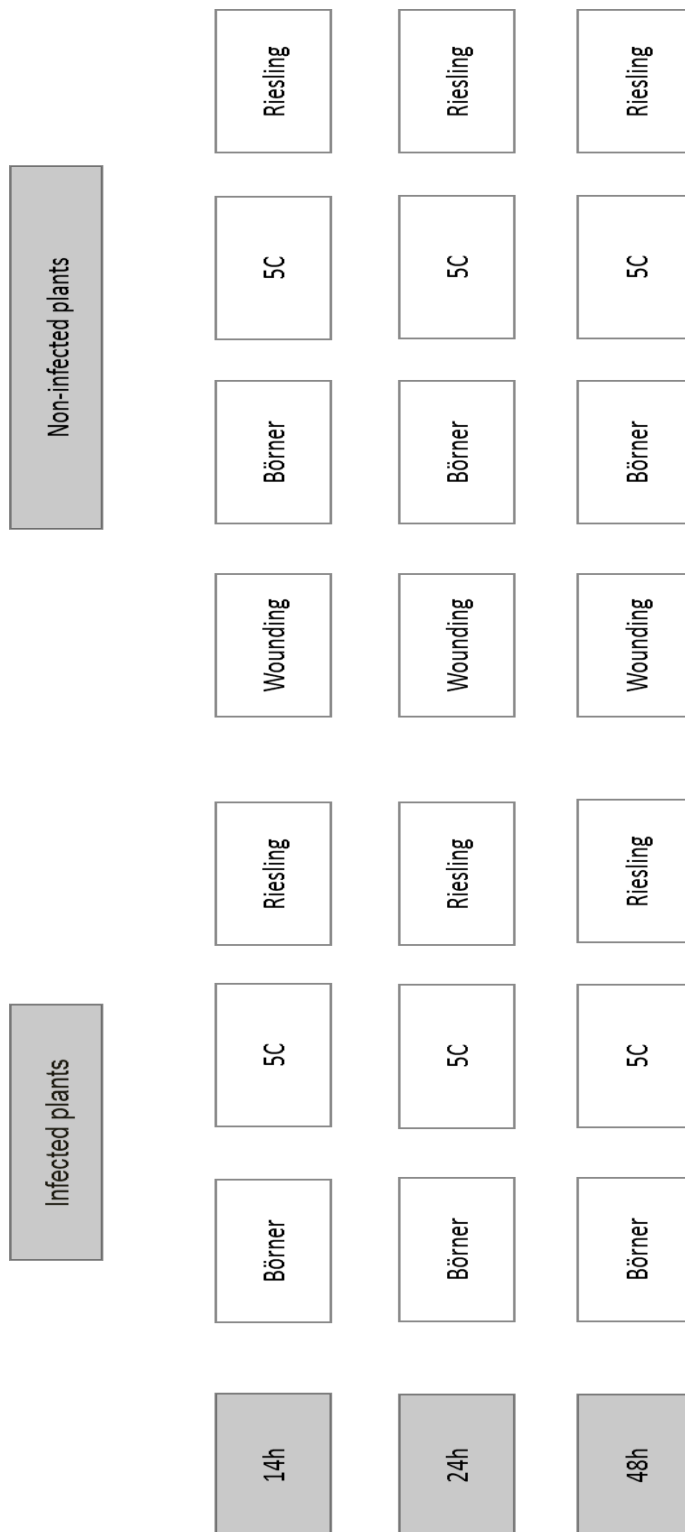 Infected plants
Non-infected plants
14h
Börner
5C
Riesling
Wounding
Börner
5C
Riesling
24h
Börner
5C
Riesling
Wounding
Börner
5C
Riesling
48h
Börner
5C
Riesling
Wounding
Börner
5C
Riesling